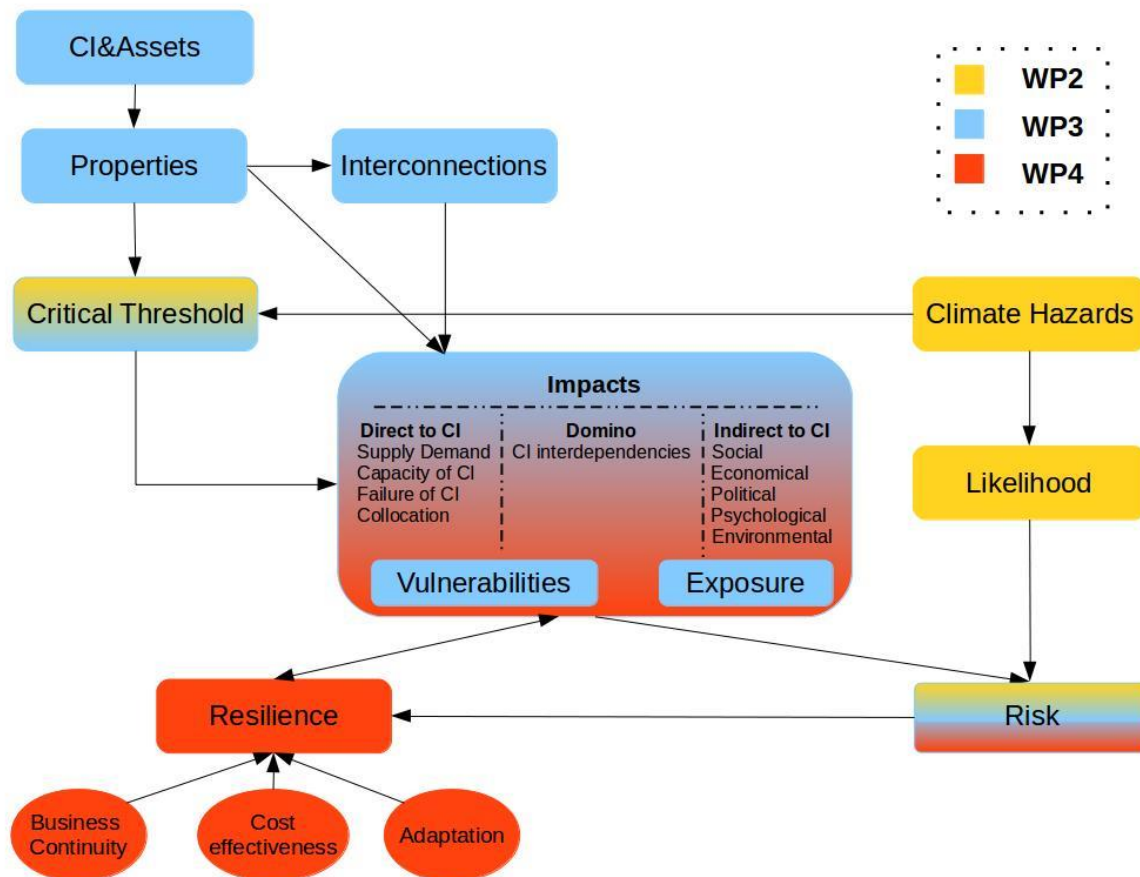 CI&Assets
WP2
WP3
WP4
Properties
Interconnections
Critical Threshold
Climate Hazards
Impacts
Direct to CI
Supply Demand
Capacity of CI
Failure of CI
Collocation
Domino
CI interdependencies
Indirect to CI
Social
Economical
Political
Psychological
Environmental
Likelihood
Vulnerabilities
Exposure
Resilience
Risk
Business
Continuity
Cost
effectiveness
Adaptation